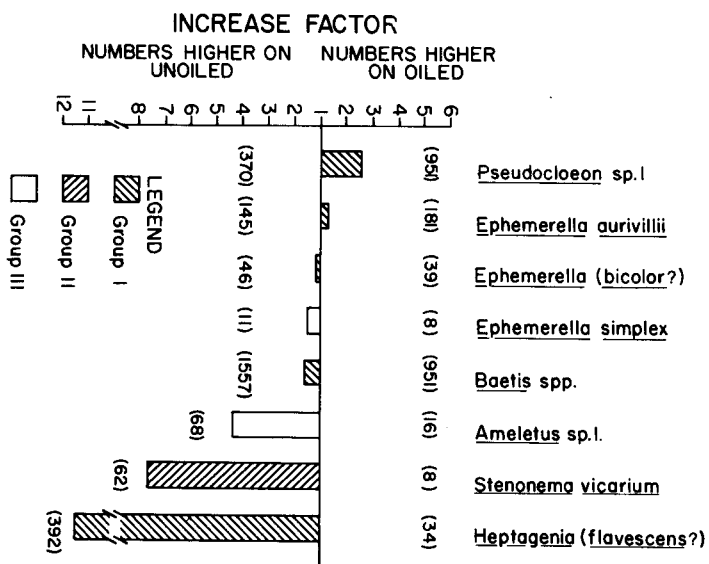 INCREASE FACTOR
NUMBERS HIGHER ON UNOILED
NUMBERS HIGHER ON OILED
12 11 8 7 6 5 4 3 2 1 2 3 4 5 6
(370) (951) Pseudocloeon sp.1
(145) (181) Ephemerella aurivillii
(46) (39) Ephemerella (bicolor?)
(11) (8) Ephemerella simplex
(1557) (951) Baetis spp.
(68) (16) Ameletus sp.1.
(62) (8) Stenonema vicarium
(392) (34) Heptagenia (flavescens?)
LEGEND
Group I
Group II
Group III